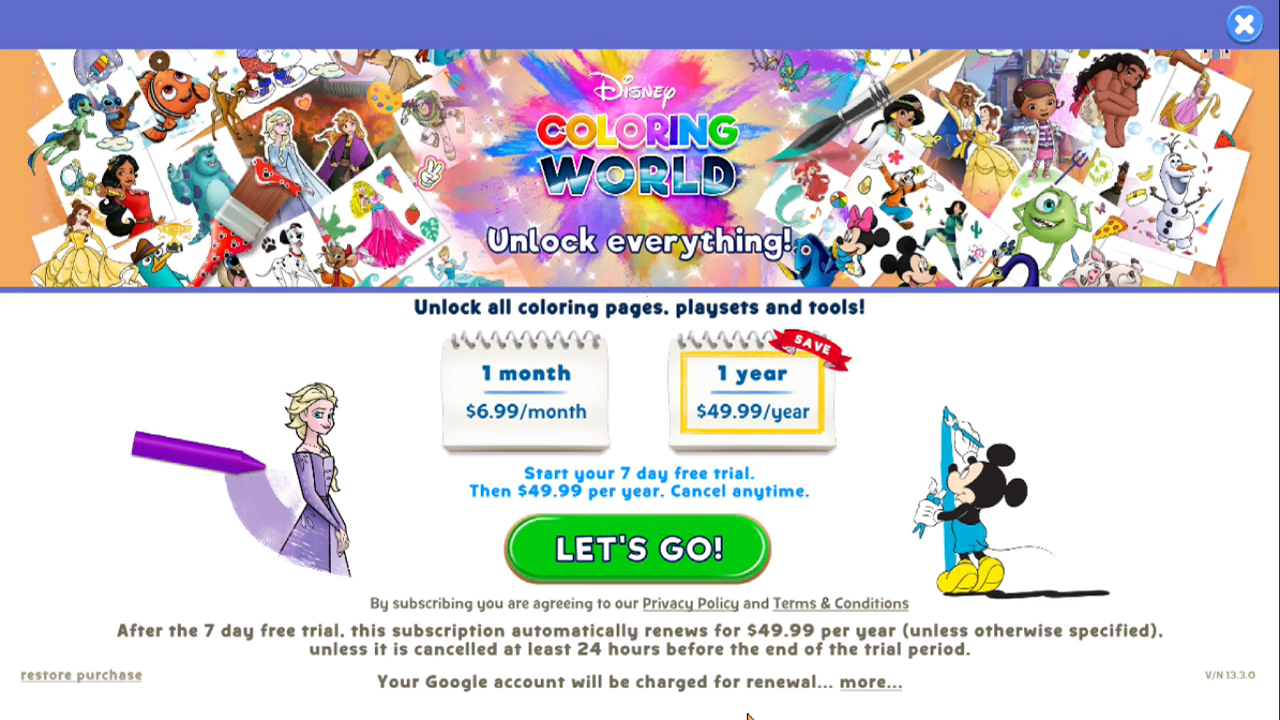 Disney
COLORING
WORLD
Unlock everything!
Unlock all coloring pages, playsets and tools!
1 month
$6.99/month
SAVE
1 year
$49.99/year
Start your 7 day free trial.
Then $49.99 per year. Cancel anytime.
LET'S GO!
By subscribing you are agreeing to our Privacy Policy and Terms & Conditions
After the 7 day free trial, this subscription automatically renews for $49.99 per year (unless otherwise specified),
unless it is cancelled at least 24 hours before the end of the trial period.
restore purchase
Your Google account will be charged for renewal... more...
V/N 13.3.0